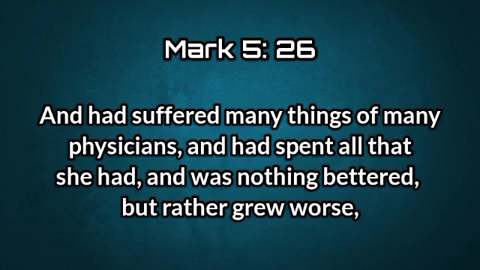 Mark 5: 26
And had suffered many things of many
physicians, and had spent all that
she had, and was nothing bettered,
but rather grew worse,